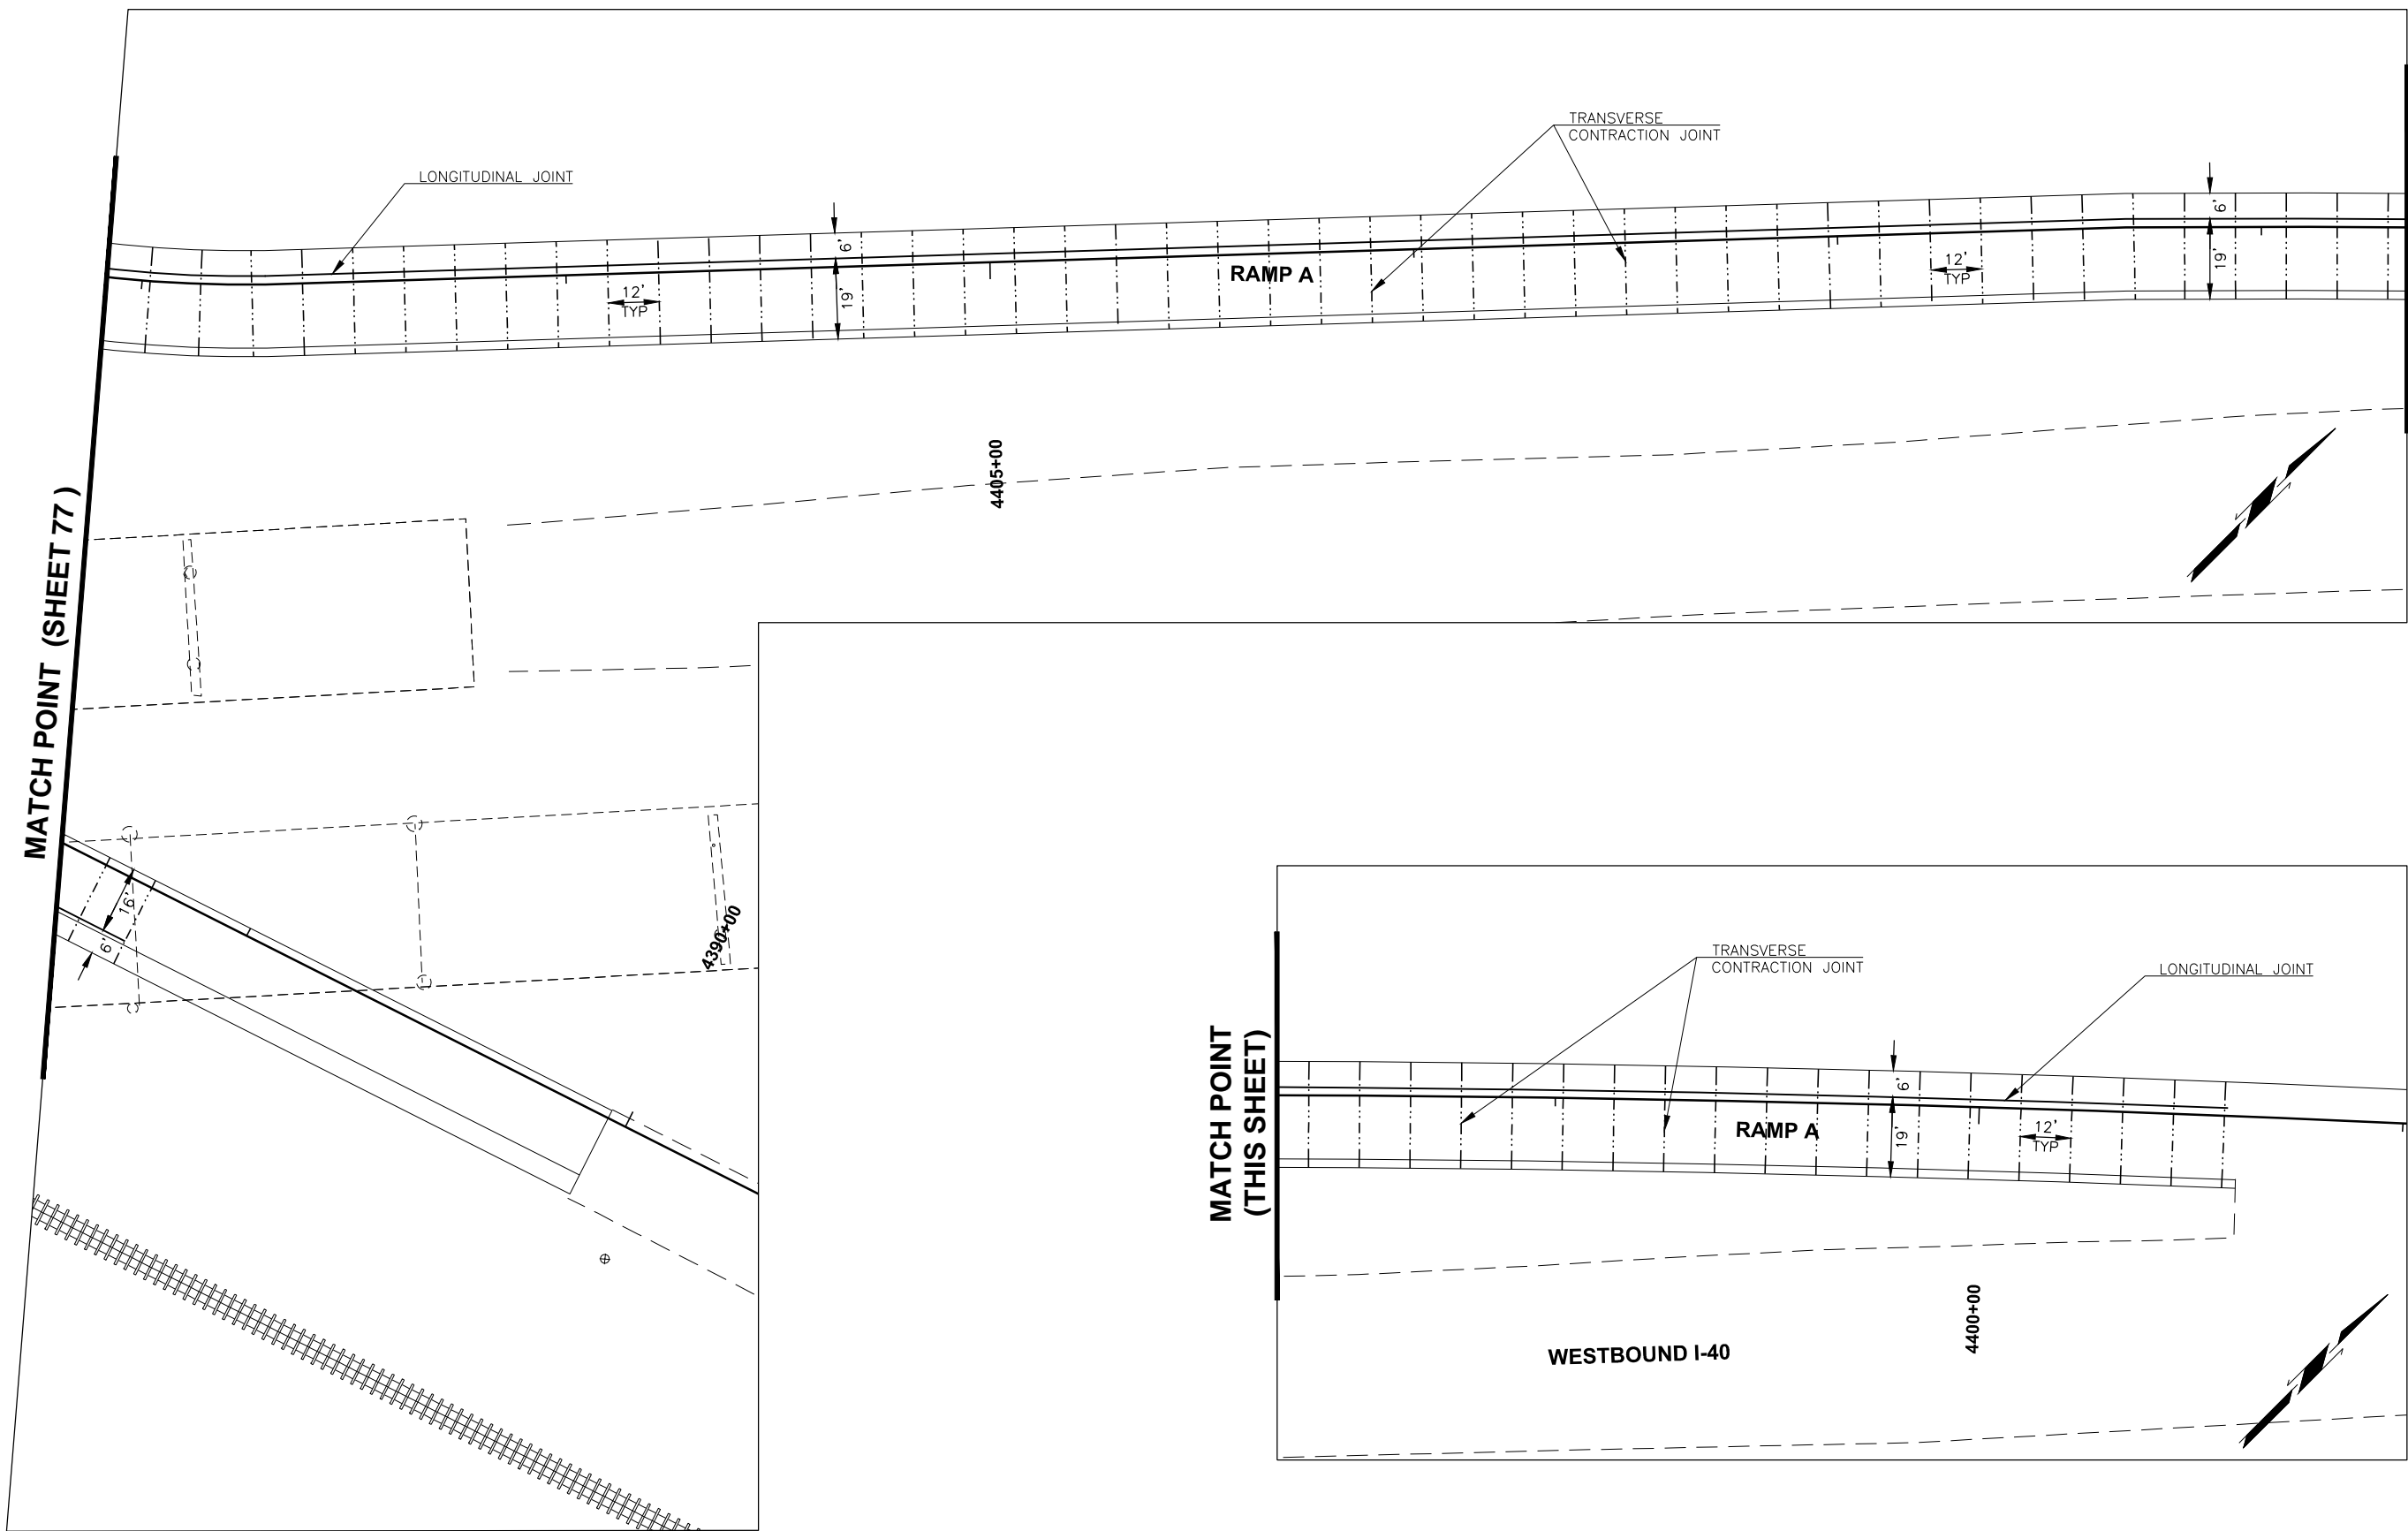 TRANSVERSE
CONTRACTION JOINT
LONGITUDINAL JOINT
6'
6'
RAMP A
12'
TYP
19'
12'
TYP
19'
4405+00
MATCH POINT (SHEET 77 )
16'
6'
4390+00
TRANSVERSE
CONTRACTION JOINT
LONGITUDINAL JOINT
MATCH POINT
(THIS SHEET)
6'
RAMP A
19'
12'
TYP
4400+00
WESTBOUND I-40